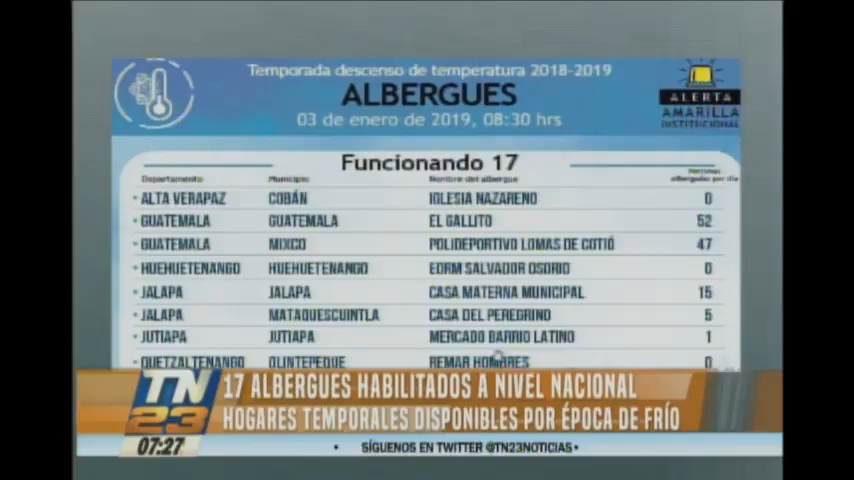 Temporada descenso de temperatura 2018-2019
ALBERGUES
03 de enero de 2019, 08:30 hrs
ALERTA
AMARILLA
INSTITUCIONAL
Funcionando 17
Departamento Municipio Nombre del albergue Personas albergadas por día
• ALTA VERAPAZ COBÁN IGLESIA NAZARENO 0
• GUATEMALA GUATEMALA EL GALLITO 52
• GUATEMALA MIXCO POLIDEPORTIVO LOMAS DE COTIÓ 47
• HUEHUETENANGO HUEHUETENANGO EORM SALVADOR OSORIO 0
• JALAPA JALAPA CASA MATERNA MUNICIPAL 15
• JALAPA MATAQUESCUINTLA CASA DEL PEREGRINO 5
• JUTIAPA JUTIAPA MERCADO BARRIO LATINO 1
• QUETZALTENANGO OLINTEPEQUE REMAR HOMBRES 0
TN
23
17 ALBERGUES HABILITADOS A NIVEL NACIONAL
HOGARES TEMPORALES DISPONIBLES POR ÉPOCA DE FRÍO
07:27
• SÍGUENOS EN TWITTER @TN23NOTICIAS •